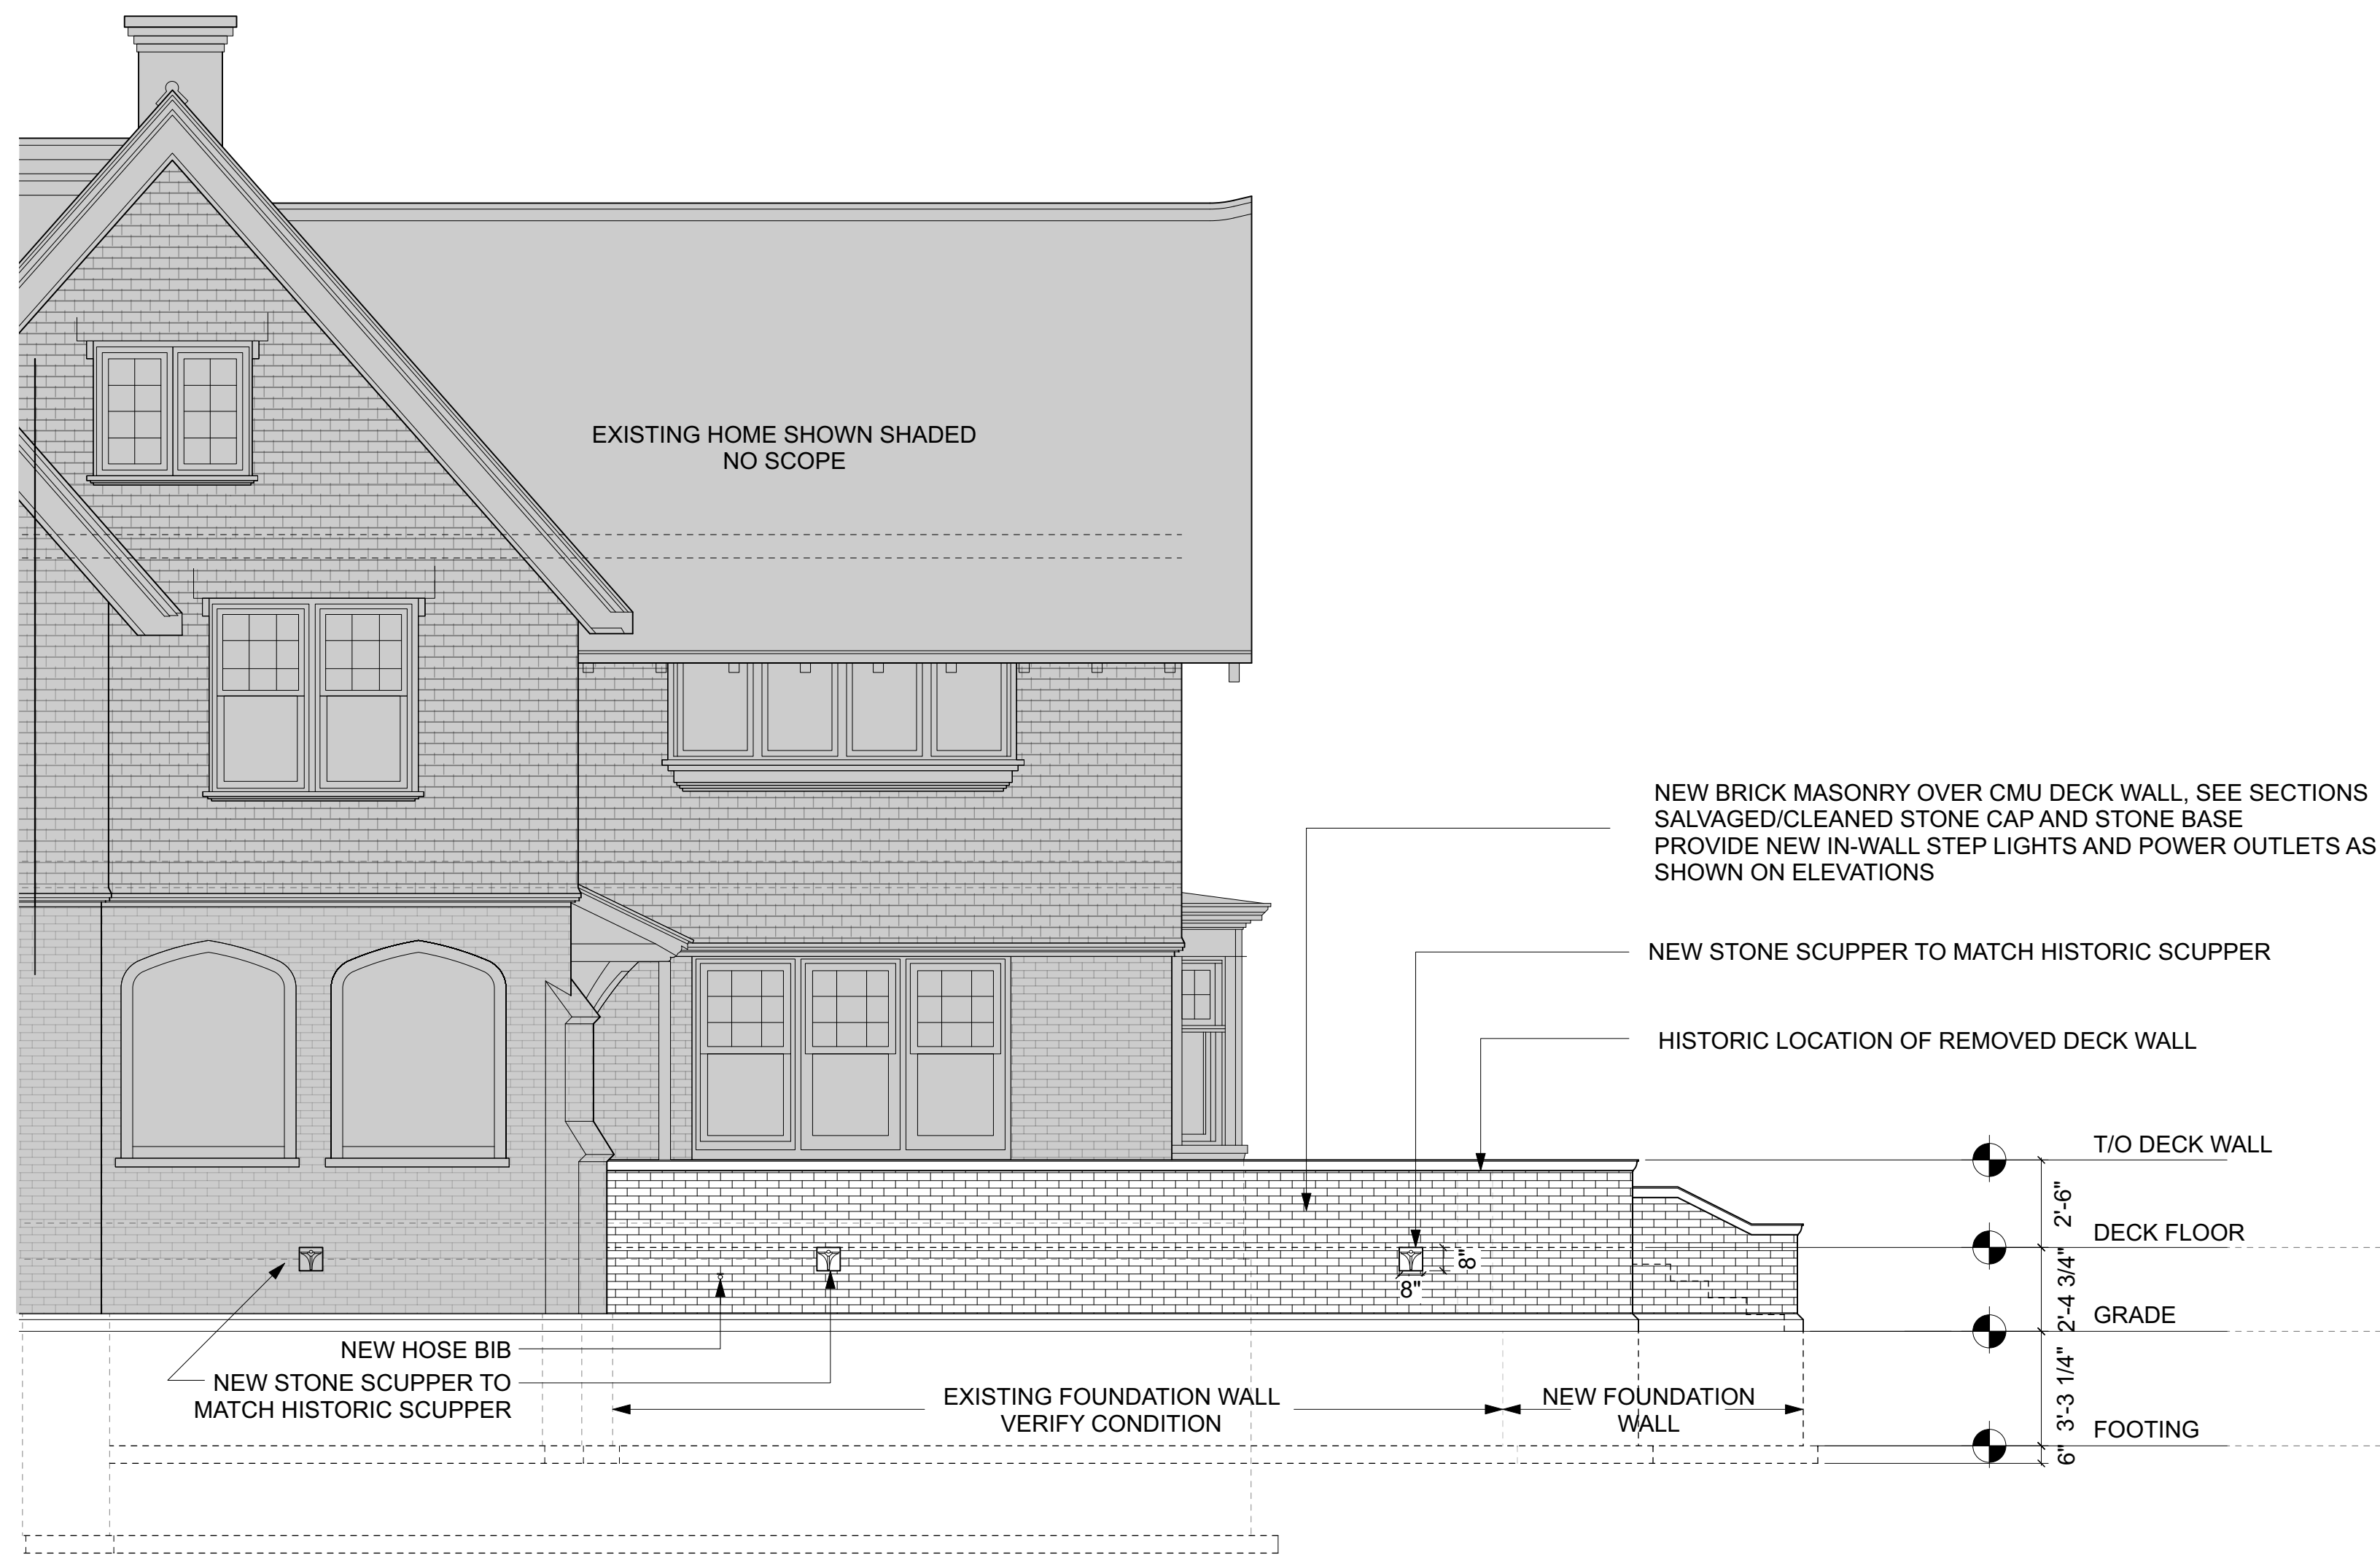 EXISTING HOME SHOWN SHADED
NO SCOPE
NEW BRICK MASONRY OVER CMU DECK WALL, SEE SECTIONS
SALVAGED/CLEANED STONE CAP AND STONE BASE
PROVIDE NEW IN-WALL STEP LIGHTS AND POWER OUTLETS AS
SHOWN ON ELEVATIONS
NEW STONE SCUPPER TO MATCH HISTORIC SCUPPER
HISTORIC LOCATION OF REMOVED DECK WALL
T/O DECK WALL
2'-6"
DECK FLOOR
8"
8"
2'-4 3/4"
GRADE
NEW HOSE BIB
NEW STONE SCUPPER TO
MATCH HISTORIC SCUPPER
EXISTING FOUNDATION WALL
VERIFY CONDITION
NEW FOUNDATION
WALL
3'-3 1/4"
FOOTING
6"